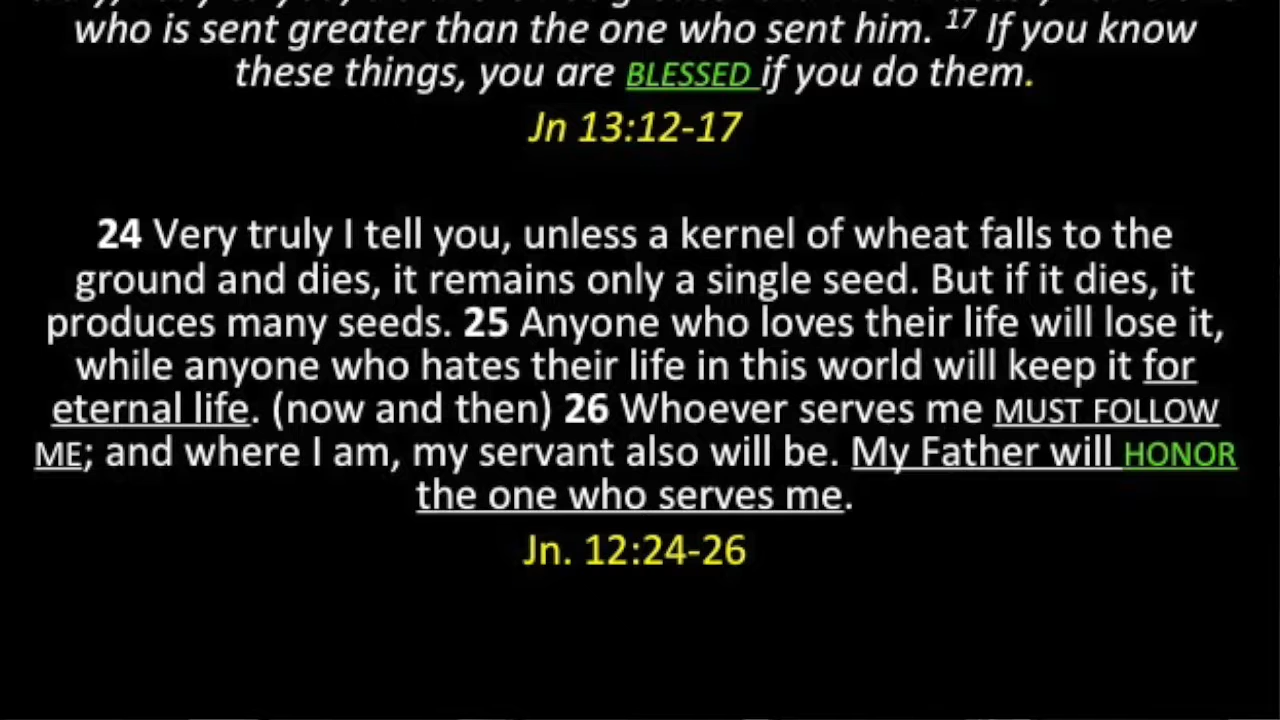 who is sent greater than the one who sent him. 17 If you know
these things, you are BLESSED if you do them.
Jn 13:12-17
24 Very truly I tell you, unless a kernel of wheat falls to the
ground and dies, it remains only a single seed. But if it dies, it
produces many seeds. 25 Anyone who loves their life will lose it,
while anyone who hates their life in this world will keep it for
eternal life. (now and then) 26 Whoever serves me MUST FOLLOW
ME; and where I am, my servant also will be. My Father will HONOR
the one who serves me.
Jn. 12:24-26